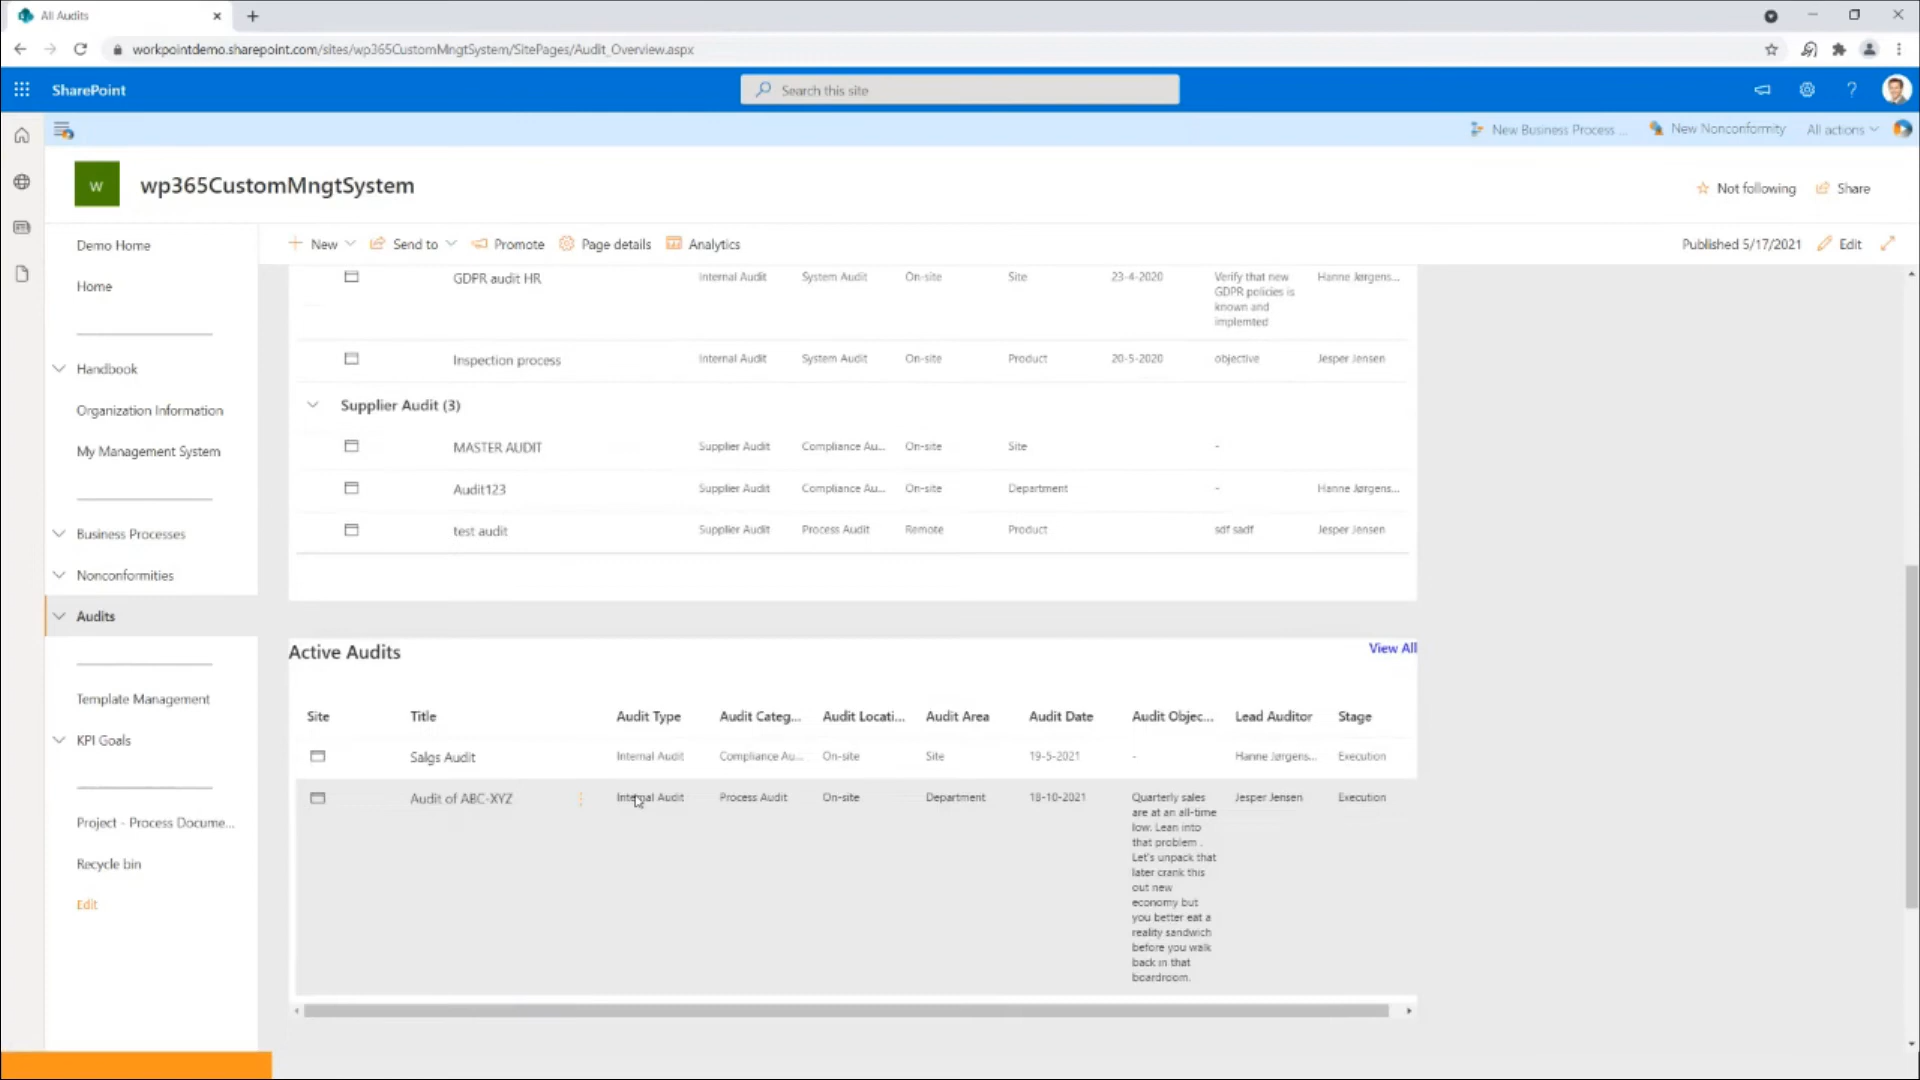 All Audits
workpointdemo.sharepoint.com/sites/wp365CustomMngtSystem/SitePages/Audit_Overview.aspx
SharePoint
Search this site
New Business Process ...
New Nonconformity
All actions
W
wp365CustomMngtSystem
Not following
Share
Demo Home
New
Send to
Promote
Page details
Analytics
Published 5/17/2021
Edit
Home
Handbook
Organization Information
My Management System
Business Processes
Nonconformities
Audits
Template Management
KPI Goals
Project - Process Docume...
Recycle bin
Edit
GDPR audit HR Internal Audit System Audit On-site Site 23-4-2020 Verify that new Hanne Jørgens...
GDPR policies is
known and
implemted
Inspection process Internal Audit System Audit On-site Product 20-5-2020 objective Jesper Jensen
Supplier Audit (3)
MASTER AUDIT Supplier Audit Compliance Au... On-site Site -
Audit123 Supplier Audit Compliance Au... On-site Department - Hanne Jørgens...
test audit Supplier Audit Process Audit Remote Product sdf sadf Jesper Jensen
Active Audits
View All
Site Title Audit Type Audit Categ... Audit Locati... Audit Area Audit Date Audit Objec... Lead Auditor Stage
Salgs Audit Internal Audit Compliance Au... On-site Site 19-5-2021 - Hanne Jørgens... Execution
Audit of ABC-XYZ Internal Audit Process Audit On-site Department 18-10-2021 Quarterly sales Jesper Jensen Execution
are at an all-time
low. Lean into
that problem .
Let's unpack that
later crank this
out new
economy but
you better eat a
reality sandwich
before you walk
back in that
boardroom.